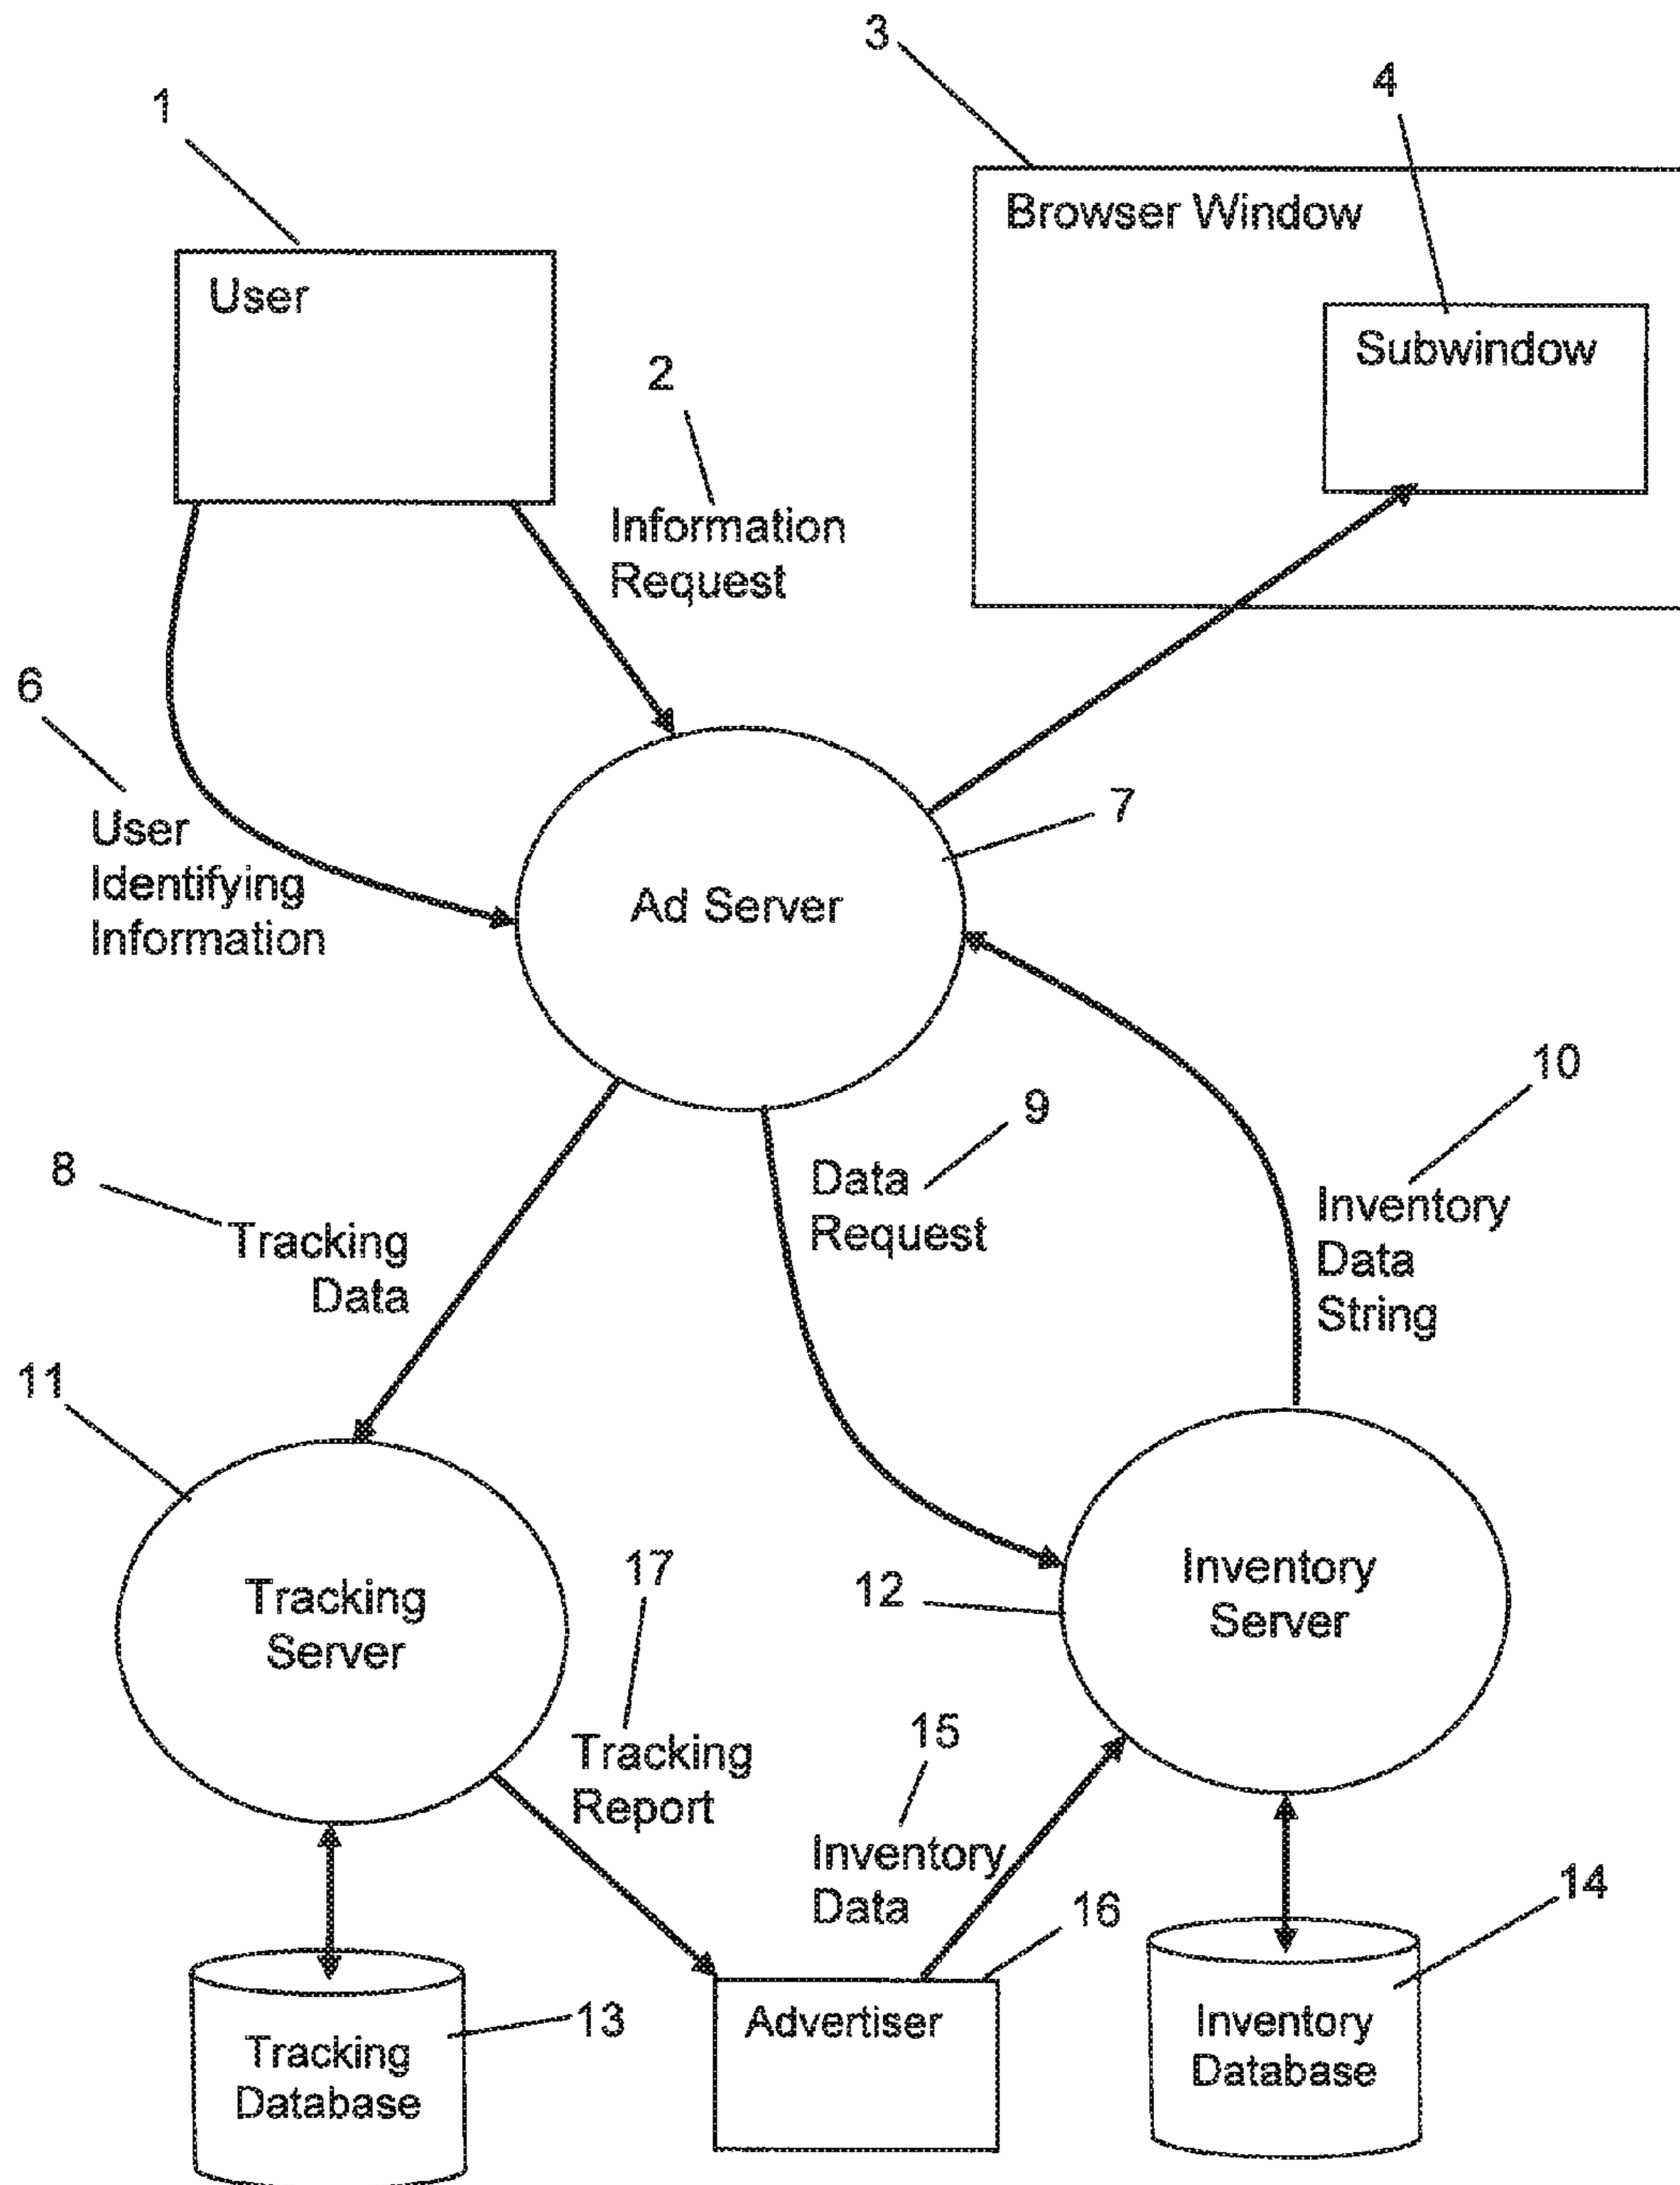 3
4
1
Browser Window
User
Subwindow
2
Information
Request
6
7
User
Identifying
Information
Ad Server
10
9
8
Data
Request
Inventory
Data
String
Tracking
Data
11
17
12
Inventory
Server
Tracking
Server
15
Tracking
Report
Inventory
Data
16
14
13
Advertiser
Inventory
Database
Tracking
Database